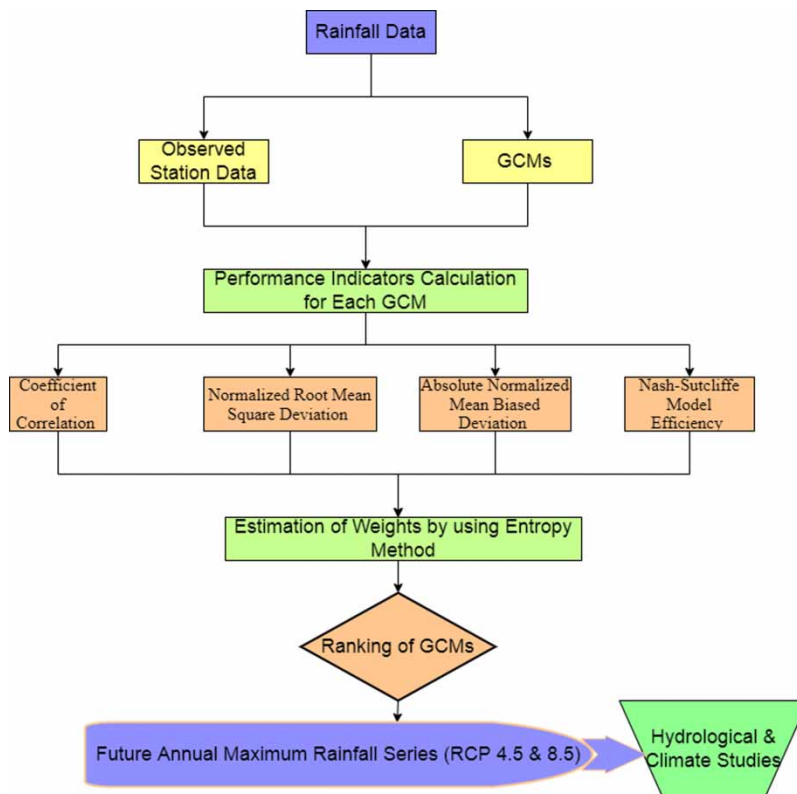 Rainfall Data
Observed
Station Data
GCMs
Performance Indicators Calculation
for Each GCM
Coefficient
of
Correlation
Normalized Root Mean
Square Deviation
Absolute Normalized
Mean Biased
Deviation
Nash-Sutcliffe
Model
Efficiency
Estimation of Weights by using Entropy
Method
Ranking of GCMs
Future Annual Maximum Rainfall Series (RCP 4.5 & 8.5)
Hydrological &
Climate Studies